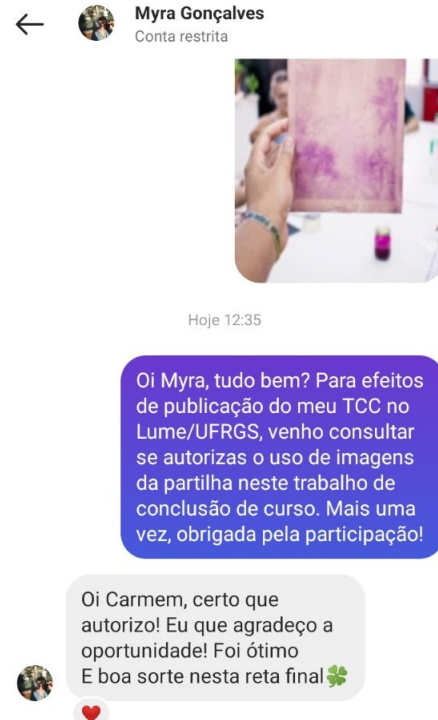 Myra Gonçalves
Conta restrita
Hoje 12:35
Oi Myra, tudo bem? Para efeitos
de publicação do meu TCC no
Lume/UFRGS, venho consultar
se autorizas o uso de imagens
da partilha neste trabalho de
conclusão de curso. Mais uma
vez, obrigada pela participação!
Oi Carmem, certo que
autorizo! Eu que agradeço a
oportunidade! Foi ótimo
E boa sorte nesta reta final🍀